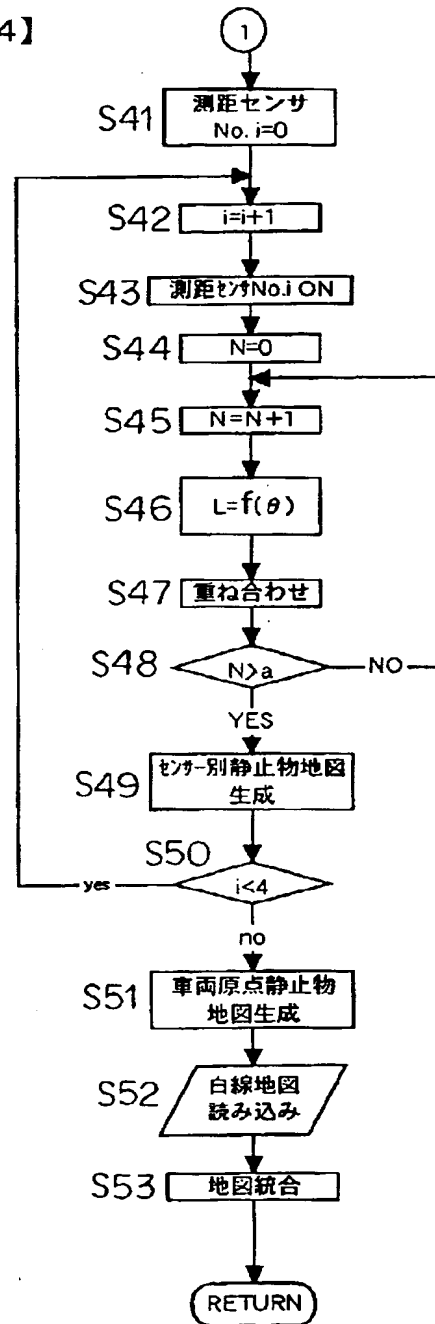 4】
1
S41
測距センサ
No. i=0
S42
i=i+1
S43
測距センサNo.i ON
S44
N=0
S45
N=N+1
S46
L=f(θ)
S47
重ね合わせ
S48
N>a
NO
YES
S49
センサー別静止物地図
生成
S50
i<4
yes
no
S51
車両原点静止物
地図生成
S52
白線地図
読み込み
S53
地図統合
RETURN